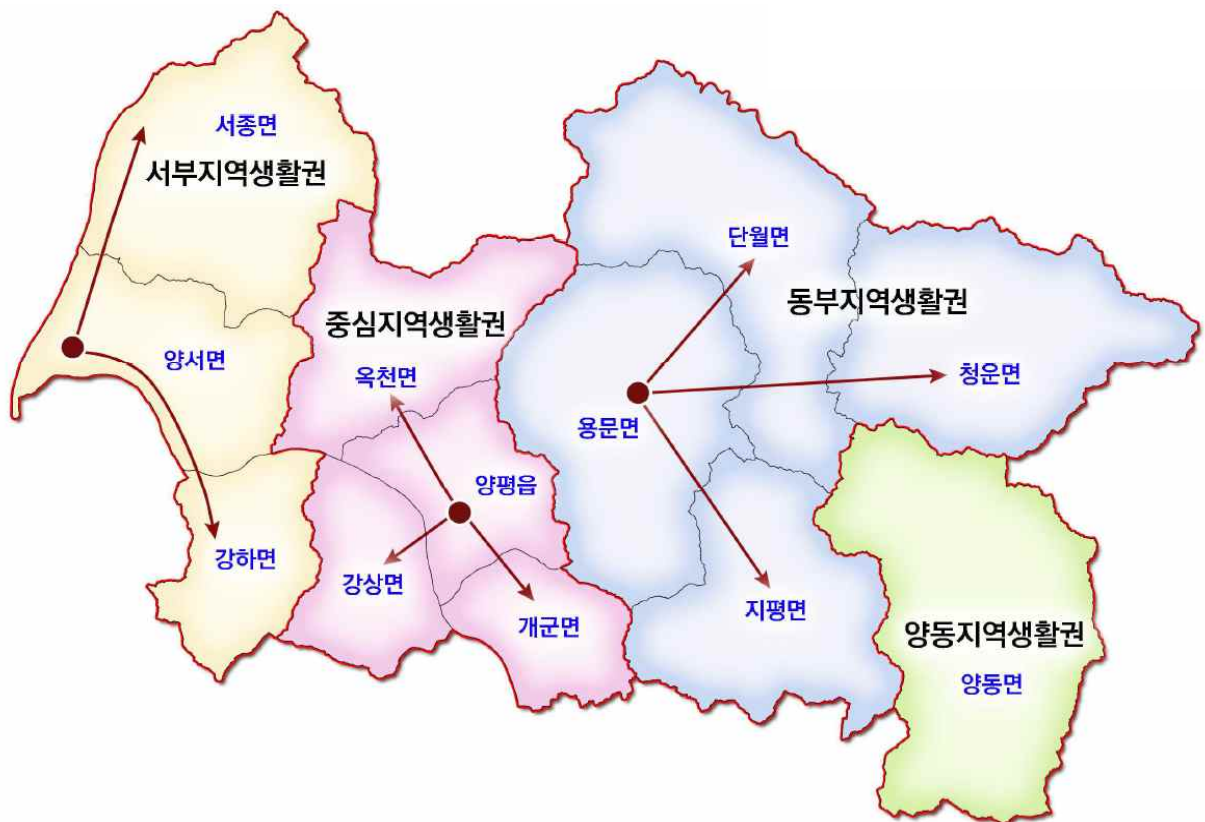 서종면
서부지역생활권
단월면
동부지역생활권
중심지역생활권
양서면
옥천면
청운면
용문면
양평읍
강하면
강상면
개군면
지평면
양동지역생활권
양동면